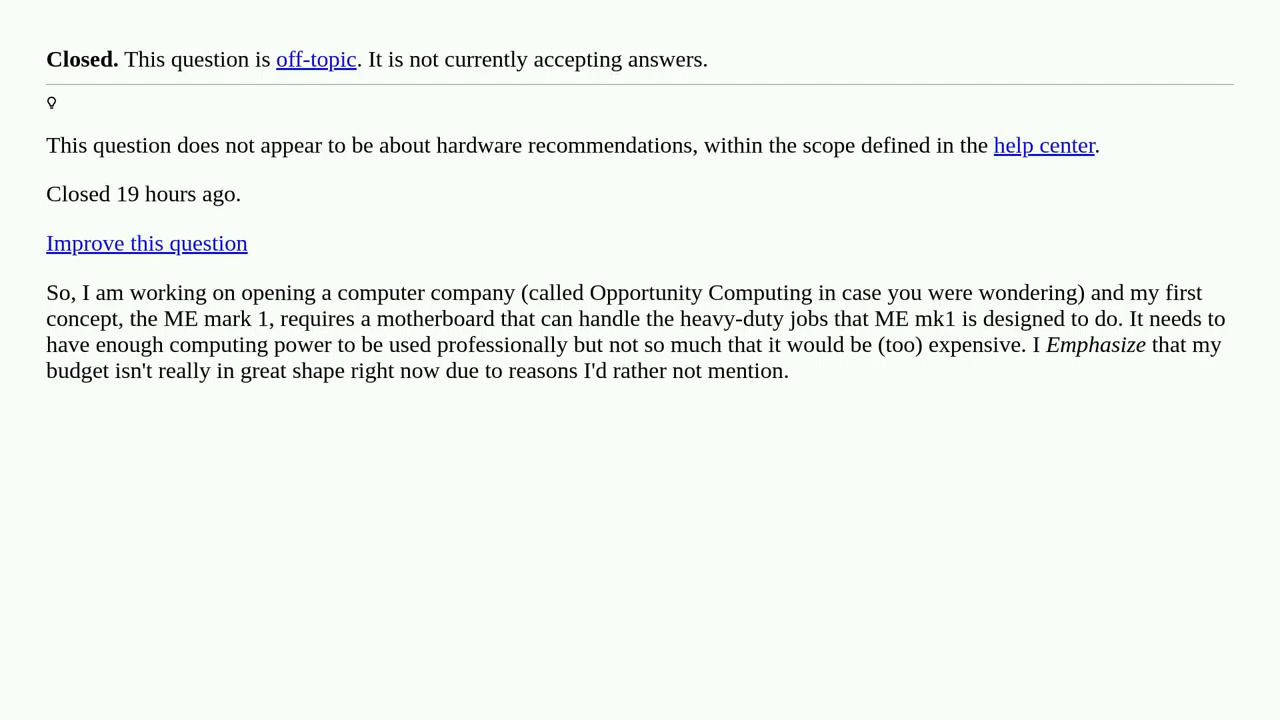 Closed. This question is off-topic. It is not currently accepting answers.
This question does not appear to be about hardware recommendations, within the scope defined in the help center.
Closed 19 hours ago.
Improve this question
So, I am working on opening a computer company (called Opportunity Computing in case you were wondering) and my first
concept, the ME mark 1, requires a motherboard that can handle the heavy-duty jobs that ME mk1 is designed to do. It needs to
have enough computing power to be used professionally but not so much that it would be (too) expensive. I Emphasize that my
budget isn't really in great shape right now due to reasons I'd rather not mention.